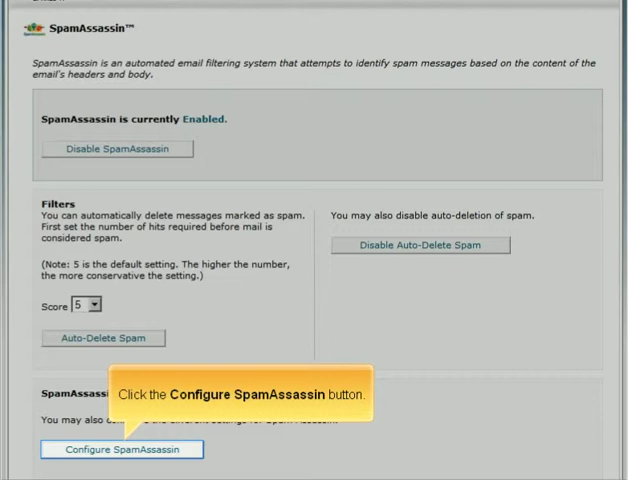 SpamAssassin™
SpamAssassin is an automated email filtering system that attempts to identify spam messages based on the content of the
email's headers and body.
SpamAssassin is currently Enabled.
Disable SpamAssassin
Filters
You can automatically delete messages marked as spam.
First set the number of hits required before mail is
considered spam.
(Note: 5 is the default setting. The higher the number,
the more conservative the setting.)
Score 5
Auto-Delete Spam
You may also disable auto-deletion of spam.
Disable Auto-Delete Spam
Click the Configure SpamAssassin button.
You may also
Configure SpamAssassin